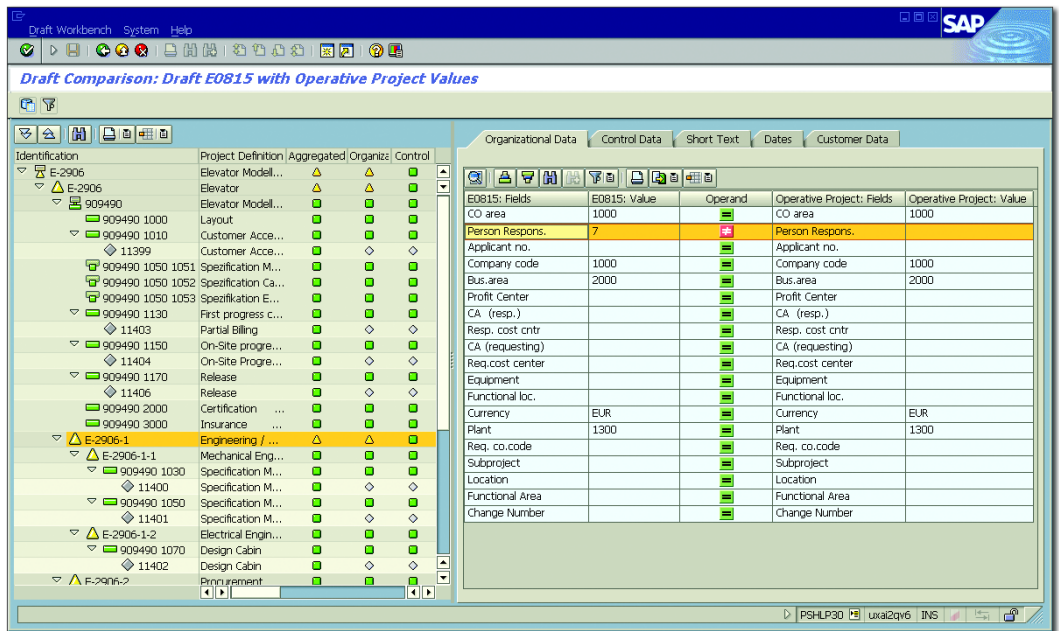 Draft Workbench System Help
SAP
Draft Comparison: Draft E0815 with Operative Project Values
Identification Project Definition Aggregated Organiza Control
E-2906 Elevator Modell...
E-2906 Elevator
909490 Elevator Modell...
909490 1000 Layout
909490 1010 Customer Acce...
11399 Customer Acce...
909490 1050 1051 Spezification M...
909490 1050 1052 Spezification Ca...
909490 1050 1053 Spezifikation E...
909490 1130 First progress c...
11403 Partial Billing
909490 1150 On-Site progre...
11404 On-Site Progre...
909490 1170 Release
11406 Release
909490 2000 Certification ...
909490 3000 Insurance ...
E-2906-1 Engineering / ...
E-2906-1-1 Mechanical Eng...
909490 1030 Specification M...
11400 Specification M...
909490 1050 Specification M...
11401 Specification M...
E-2906-1-2 Electrical Engin...
909490 1070 Design Cabin
11402 Design Cabin
E-2906-2 Procurement
Organizational Data Control Data Short Text Dates Customer Data
E0815: Fields E0815: Value Operand Operative Project: Fields Operative Project: Value
CO area 1000 = CO area 1000
Person Respons. 7 ≠ Person Respons.
Applicant no. = Applicant no.
Company code 1000 = Company code 1000
Bus.area 2000 = Bus.area 2000
Profit Center = Profit Center
CA (resp.) = CA (resp.)
Resp. cost cntr = Resp. cost cntr
CA (requesting) = CA (requesting)
Req.cost center = Req.cost center
Equipment = Equipment
Functional loc. = Functional loc.
Currency EUR = Currency EUR
Plant 1300 = Plant 1300
Req. co.code = Req. co.code
Subproject = Subproject
Location = Location
Functional Area = Functional Area
Change Number = Change Number
PSHLP30 uxai2qv6 INS